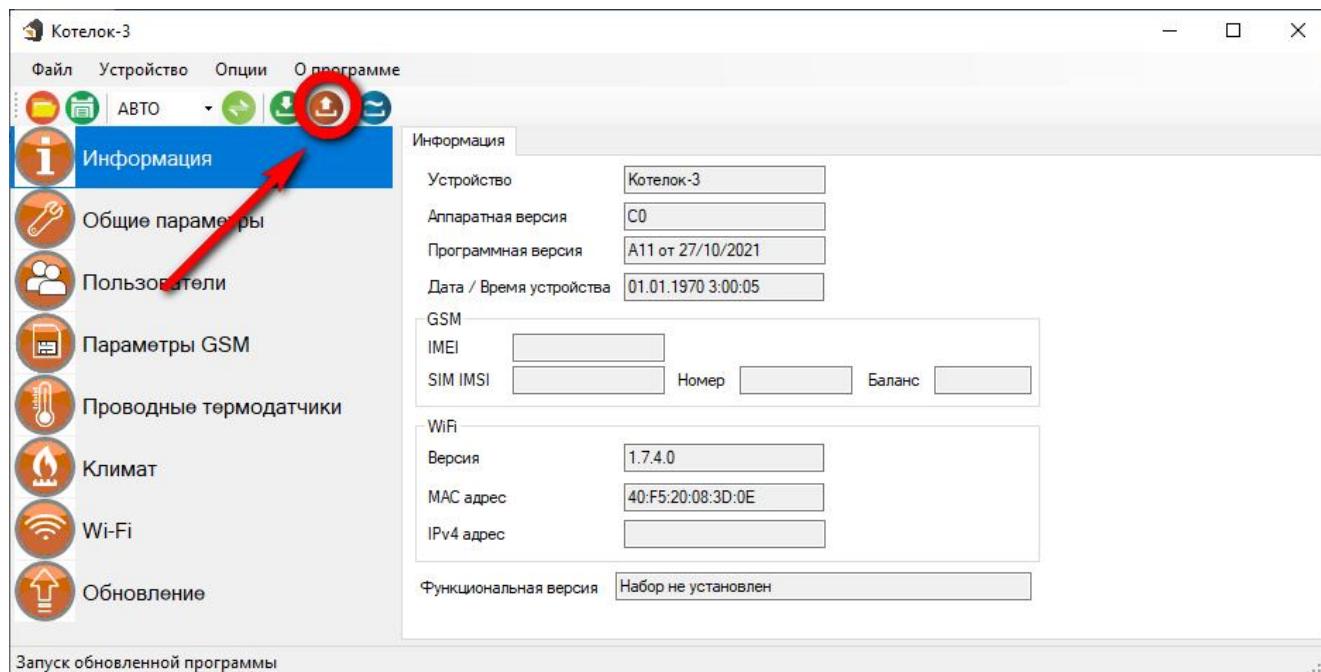 Котелок-3
Файл Устройство Опции О программе
АВТО
Информация
Общие параметры
Пользователи
Параметры GSM
Проводные термодатчики
Климат
Wi-Fi
Обновление
Информация
Устройство Котелок-3
Аппаратная версия C0
Программная версия A11 от 27/10/2021
Дата / Время устройства 01.01.1970 3:00:05
GSM
IMEI
SIM IMSI Номер Баланс
WiFi
Версия 1.7.4.0
MAC адрес 40:F5:20:08:3D:0E
IPv4 адрес
Функциональная версия Набор не установлен
Запуск обновленной программы